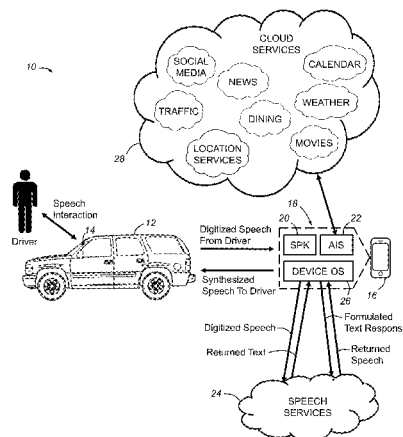 10
CLOUD
SERVICES
SOCIAL
MEDIA
NEWS
CALENDAR
TRAFFIC
DINING
WEATHER
LOCATION
SERVICES
MOVIES
28
Driver
Speech
Interaction
14
12
Digitized Speech
From Driver
Synthesized
Speech To Driver
18
20
22
SPK
AIS
DEVICE OS
26
16
Digitized Speech
Returned Text
Formulated
Text Respons
Returned
Speech
24
SPEECH
SERVICES